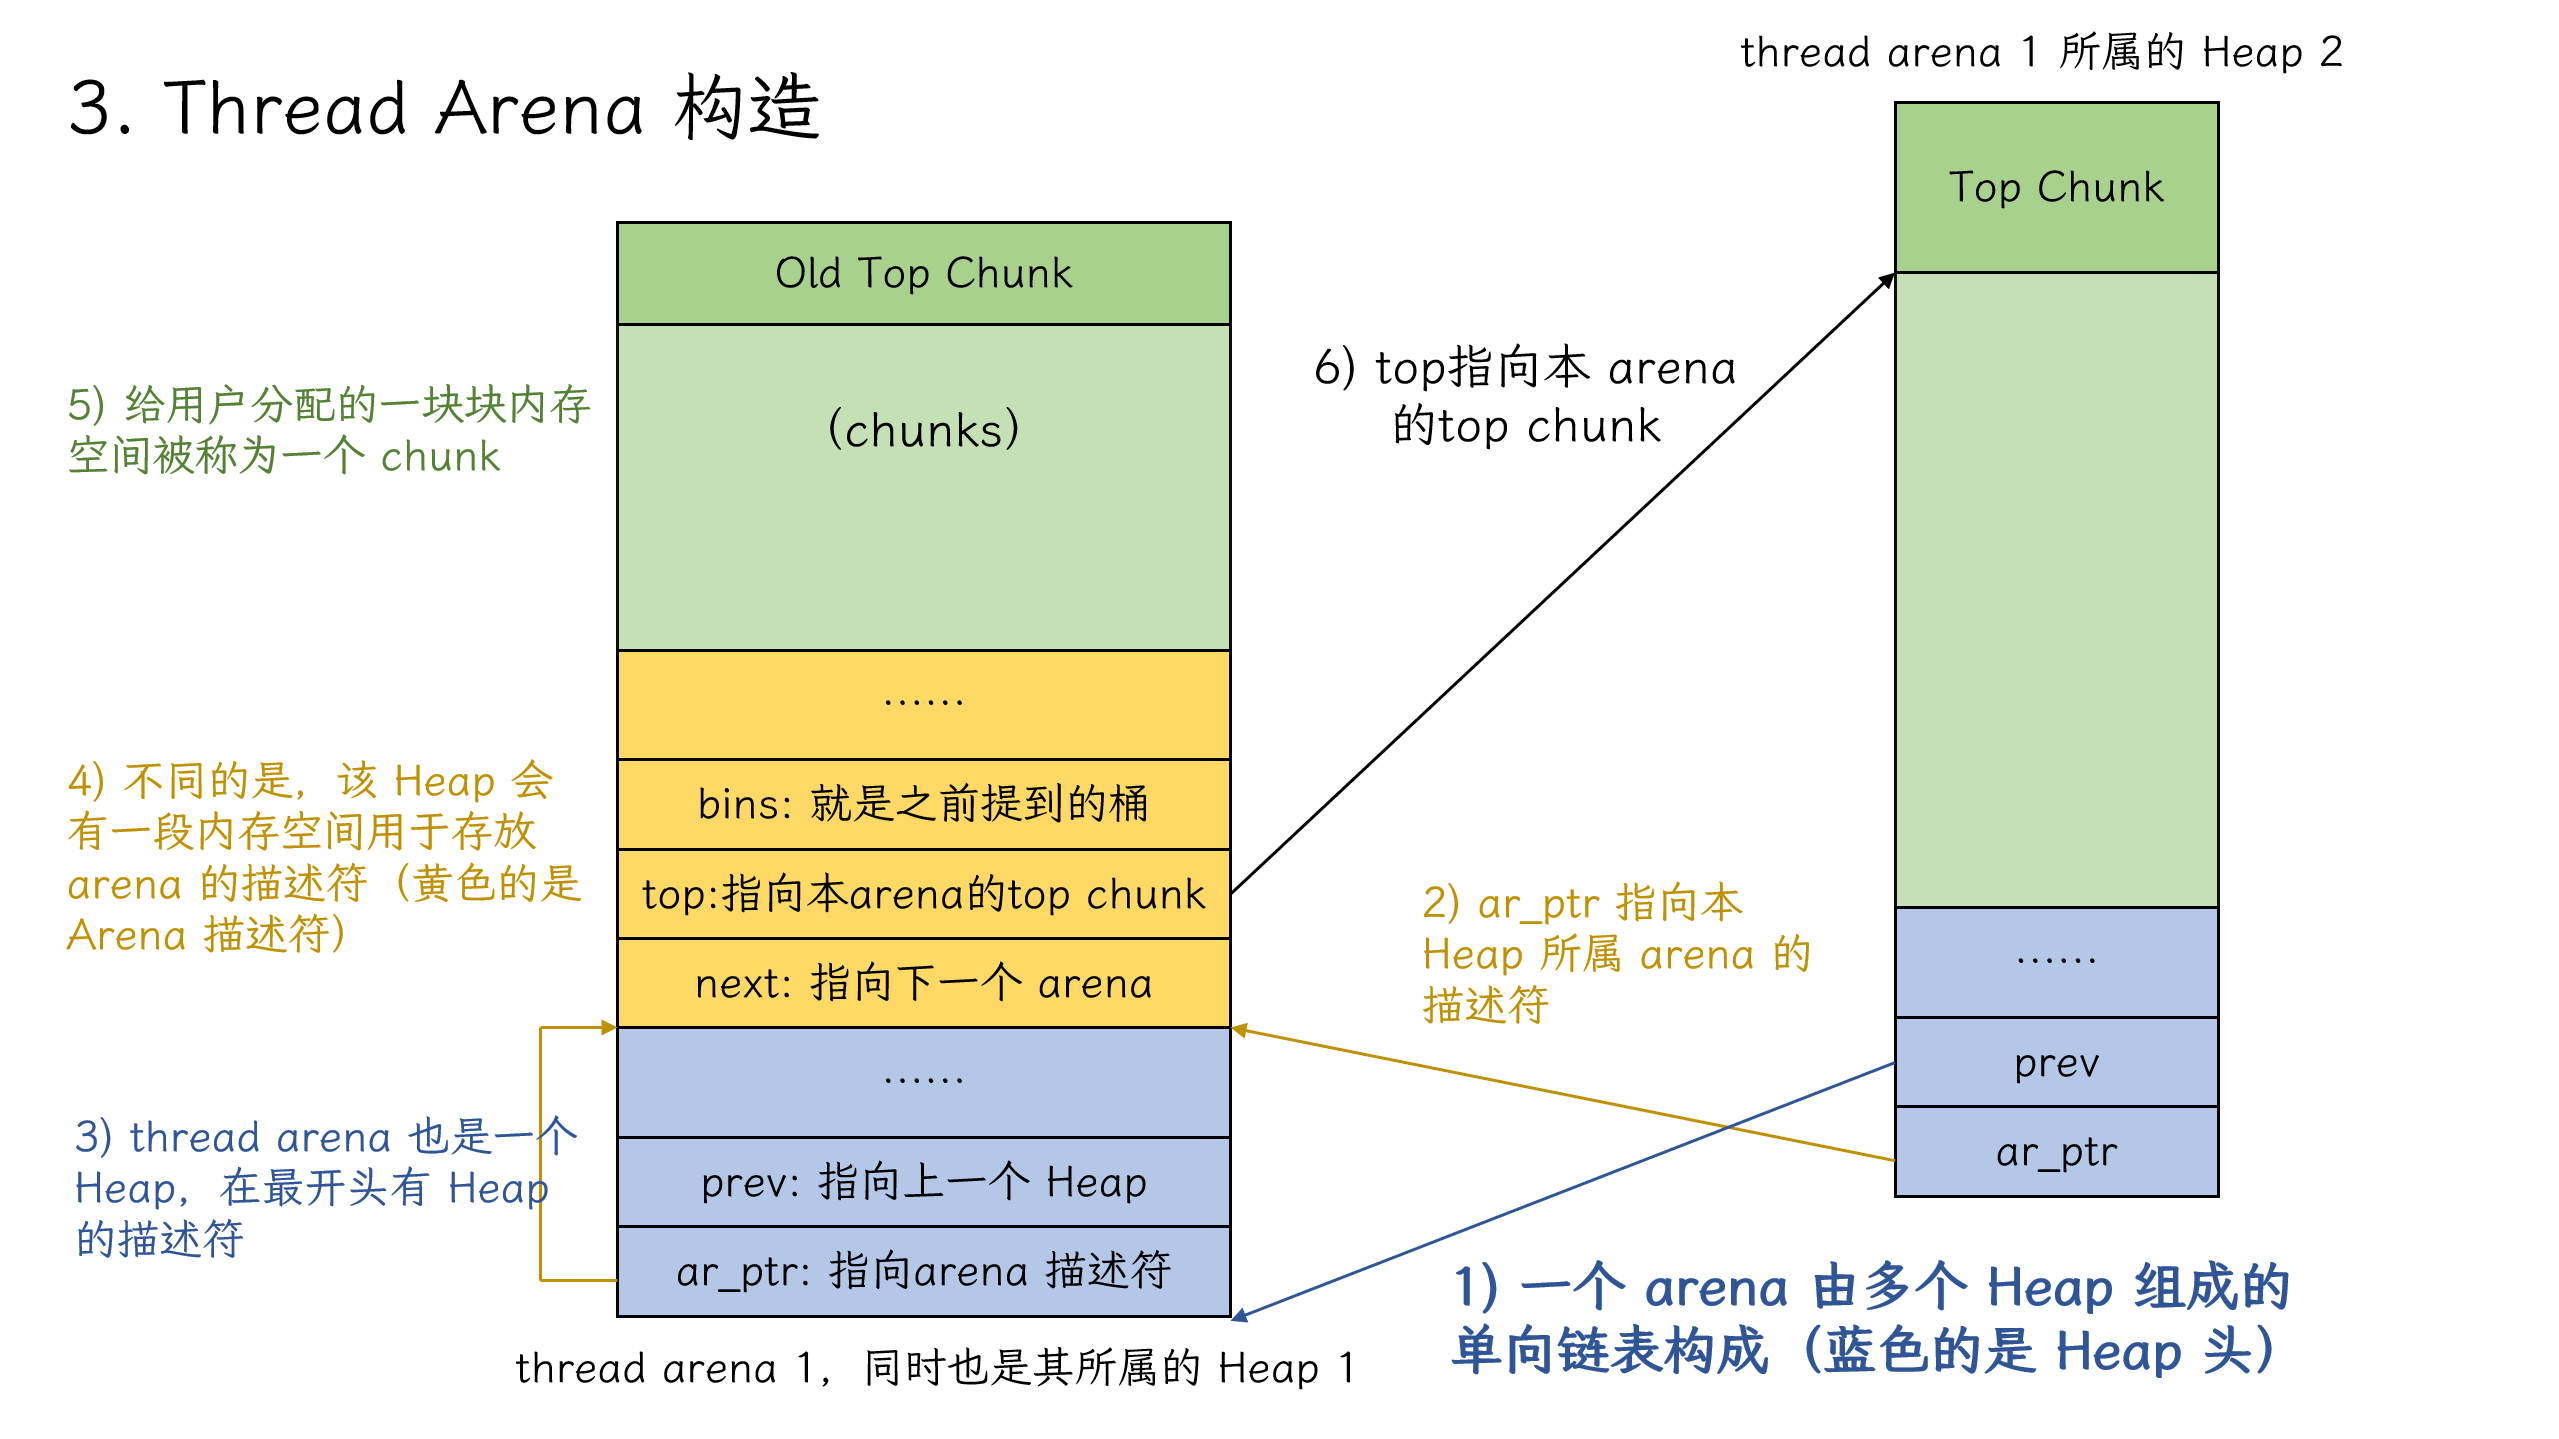 3. Thread Arena 构造
thread arena 1 所属的 Heap 2
Top Chunk
Old Top Chunk
(chunks)
5) 给用户分配的一块块内存
空间被称为一个 chunk
6) top指向本 arena
的top chunk
……
bins: 就是之前提到的桶
top:指向本arena的top chunk
next: 指向下一个 arena
4) 不同的是，该 Heap 会
有一段内存空间用于存放
arena 的描述符（黄色的是
Arena 描述符）
2) ar_ptr 指向本
Heap 所属 arena 的
描述符
……
prev
ar_ptr
……
prev: 指向上一个 Heap
ar_ptr: 指向arena 描述符
3) thread arena 也是一个
Heap，在最开头有 Heap
的描述符
1) 一个 arena 由多个 Heap 组成的
单向链表构成（蓝色的是 Heap 头）
thread arena 1，同时也是其所属的 Heap 1